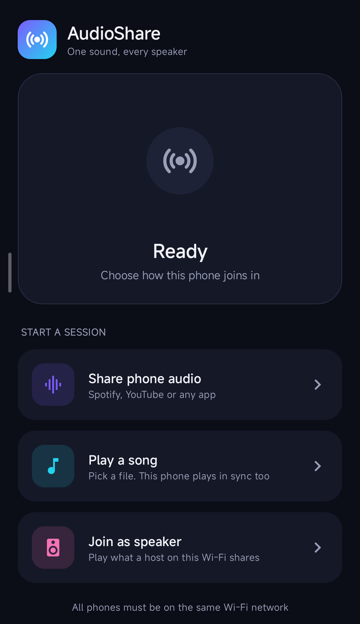 AudioShare
One sound, every speaker
Ready
Choose how this phone joins in
START A SESSION
Share phone audio
Spotify, YouTube or any app
Play a song
Pick a file. This phone plays in sync too
Join as speaker
Play what a host on this Wi-Fi shares
All phones must be on the same Wi-Fi network